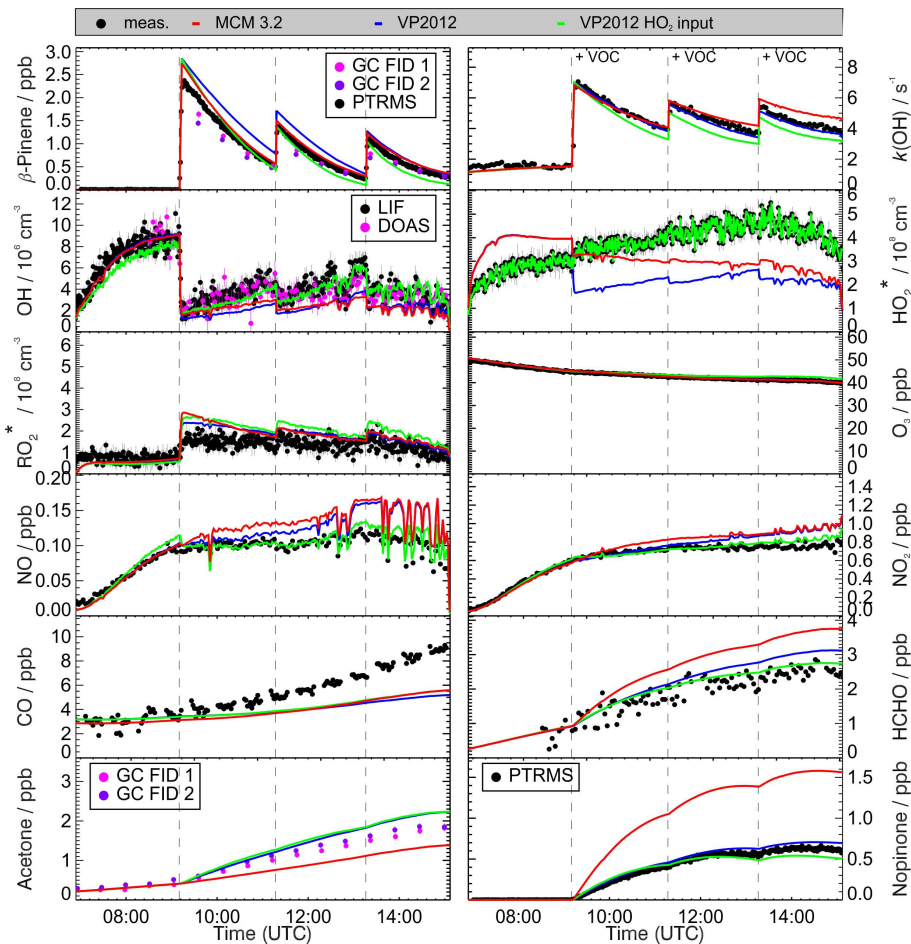 meas. MCM 3.2 VP2012 VP2012 HO₂ input
3.0
2.5
2.0
1.5
1.0
0.5
0.0
β-Pinene / ppb
GC FID 1
GC FID 2
PTRMS
+ VOC + VOC + VOC
8
6
4
2
0
k(OH) / s⁻¹
12
10
8
6
4
2
0
OH / 10⁶ cm⁻³
LIF
DOAS
5
4
3
2
1
0
HO₂* / 10⁸ cm⁻³
6
5
4
3
2
1
0
RO₂* / 10⁸ cm⁻³
60
50
40
30
20
10
0
O₃ / ppb
0.20
0.15
0.10
0.05
0.00
NO / ppb
1.4
1.2
1.0
0.8
0.6
0.4
0.2
0.0
NO₂ / ppb
10
8
6
4
2
0
CO / ppb
4
3
2
1
0
HCHO / ppb
3
2
1
0
Acetone / ppb
GC FID 1
GC FID 2
PTRMS
1.5
1.0
0.5
0.0
Nopinone / ppb
08:00 10:00 12:00 14:00
Time (UTC)
08:00 10:00 12:00 14:00
Time (UTC)